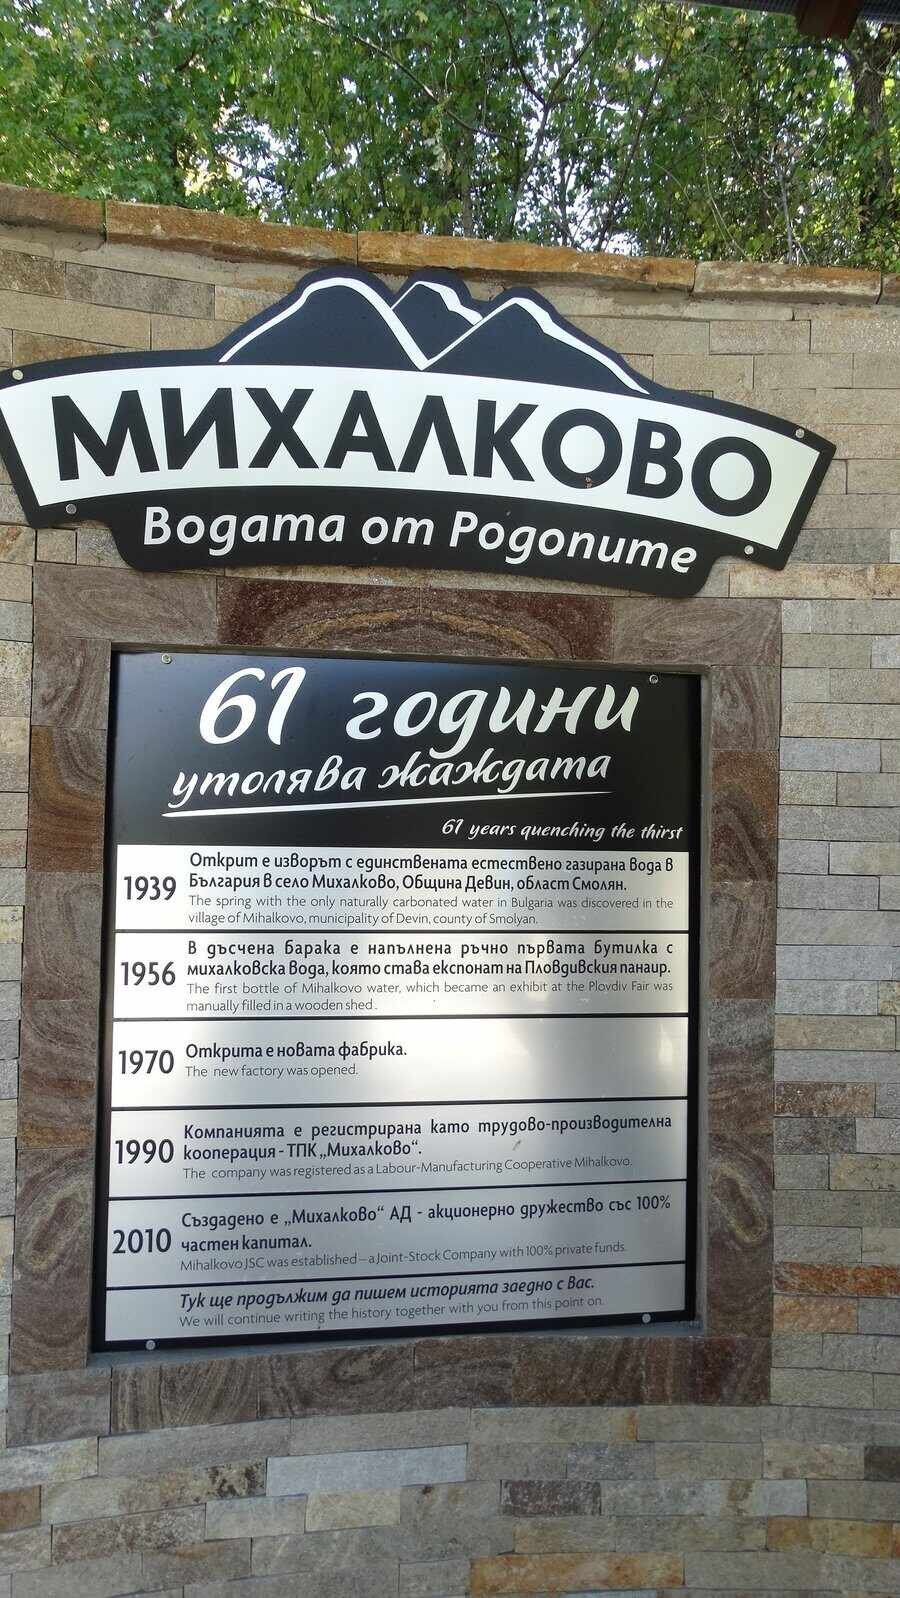 МИХАЛКОВО
Водата от Родопите
61 години
утолява жаждата
61 years quenching the thirst
1939
Открит е изворът с единствената естествено газирана вода в
България в село Михалково, Община Девин, област Смолян.
The spring with the only naturally carbonated water in Bulgaria was discovered in the
village of Mihalkovo, municipality of Devin, county of Smolyan.
1956
В дъсчена барака е напълнена ръчно първата бутилка с
михалковска вода, която става експонат на Пловдивския панаир.
The first bottle of Mihalkovo water, which became an exhibit at the Plovdiv Fair was
manually filled in a wooden shed.
1970
Открита е новата фабрика.
The new factory was opened.
1990
Компанията е регистрирана като трудово-производителна
кооперация - ТПК „Михалково“.
The company was registered as a Labour-Manufacturing Cooperative Mihalkovo.
2010
Създадено е „Михалково“ АД - акционерно дружество със 100%
частен капитал.
Mihalkovo JSC was established – a Joint-Stock Company with 100% private funds.
Тук ще продължим да пишем историята заедно с Вас.
We will continue writing the history together with you from this point on.